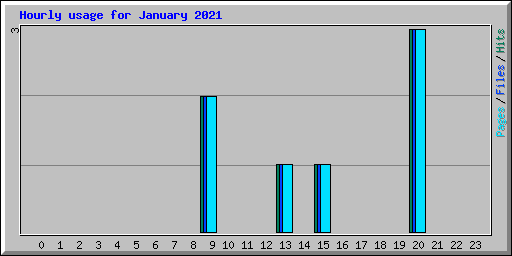 Hourly usage for January 2021
3
Pages/Files/Hits
0 1 2 3 4 5 6 7 8 9 10 11 12 13 14 15 16 17 18 19 20 21 22 23